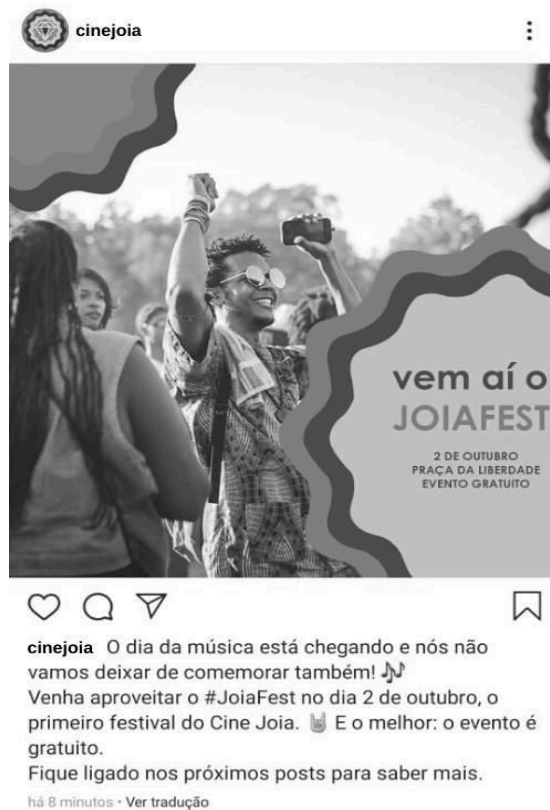 cinejoia
vem aí o
JOIAFEST
2 DE OUTUBRO
PRAÇA DA LIBERDADE
EVENTO GRATUITO
cinejoia O dia da música está chegando e nós não
vamos deixar de comemorar também! 🎶
Venha aproveitar o #JoiaFest no dia 2 de outubro, o
primeiro festival do Cine Joia. 🤘 E o melhor: o evento é
gratuito.
Fique ligado nos próximos posts para saber mais.
há 8 minutos • Ver tradução